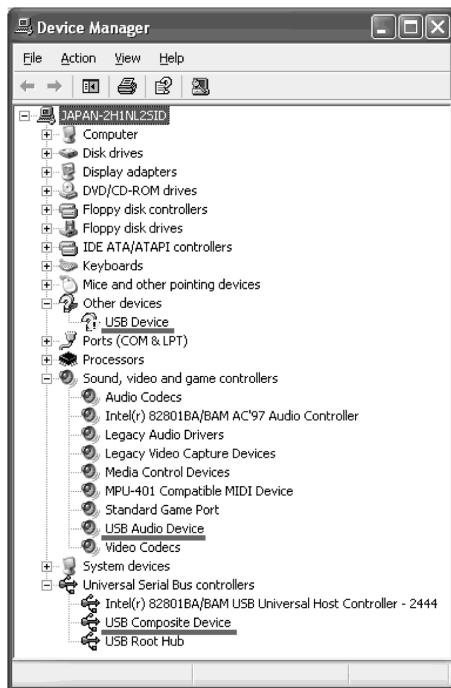 Device Manager
File Action View Help
JAPAN-2H1NL2SID
Computer
Disk drives
Display adapters
DVD/CD-ROM drives
Floppy disk controllers
Floppy disk drives
IDE ATA/ATAPI controllers
Keyboards
Mice and other pointing devices
Other devices
USB Device
Ports (COM & LPT)
Processors
Sound, video and game controllers
Audio Codecs
Intel(r) 82801BA/BAM AC'97 Audio Controller
Legacy Audio Drivers
Legacy Video Capture Devices
Media Control Devices
MPU-401 Compatible MIDI Device
Standard Game Port
USB Audio Device
Video Codecs
System devices
Universal Serial Bus controllers
Intel(r) 82801BA/BAM USB Universal Host Controller - 2444
USB Composite Device
USB Root Hub